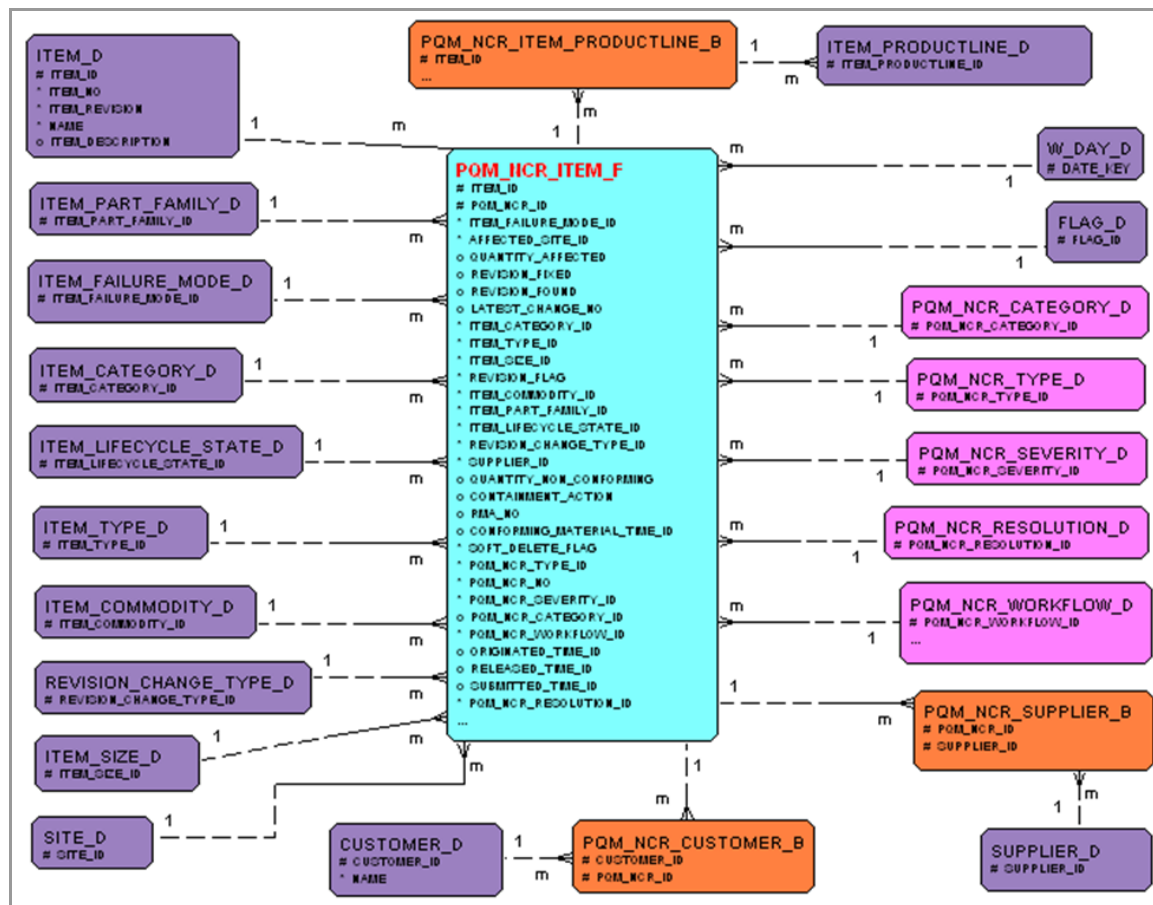 ITEM_D
# ITEM_ID
* ITEM_NO
* ITEM_REVISION
* NAME
o ITEM_DESCRIPTION
1
m
PQM_NCR_ITEM_PRODUCTLINE_B
# ITEM_ID
...
1
m
m
1
ITEM_PRODUCTLINE_D
# ITEM_PRODUCTLINE_ID
ITEM_PART_FAMILY_D
# ITEM_PART_FAMILY_ID
1
m
ITEM_FAILURE_MODE_D
# ITEM_FAILURE_MODE_ID
1
m
ITEM_CATEGORY_D
# ITEM_CATEGORY_ID
1
m
ITEM_LIFECYCLE_STATE_D
# ITEM_LIFECYCLE_STATE_ID
1
m
ITEM_TYPE_D
# ITEM_TYPE_ID
1
m
ITEM_COMMODITY_D
# ITEM_COMMODITY_ID
1
m
REVISION_CHANGE_TYPE_D
# REVISION_CHANGE_TYPE_ID
1
m
ITEM_SIZE_D
# ITEM_SIZE_ID
1
m
SITE_D
# SITE_ID
1
m
PQM_NCR_ITEM_F
# ITEM_ID
# PQM_NCR_ID
* ITEM_FAILURE_MODE_ID
* AFFECTED_SITE_ID
o QUANTITY_AFFECTED
o REVISION_FIXED
o REVISION_FOUND
o LATEST_CHANGE_NO
* ITEM_CATEGORY_ID
* ITEM_TYPE_ID
* ITEM_SIZE_ID
* REVISION_FLAG
* ITEM_COMMODITY_ID
* ITEM_PART_FAMILY_ID
* ITEM_LIFECYCLE_STATE_ID
* REVISION_CHANGE_TYPE_ID
* SUPPLIER_ID
o QUANTITY_NON_CONFORMING
o CONTAINMENT_ACTION
o RMA_NO
o CONFORMING_MATERIAL_TIME_ID
* SOFT_DELETE_FLAG
* PQM_NCR_TYPE_ID
* PQM_NCR_NO
* PQM_NCR_SEVERITY_ID
o PQM_NCR_CATEGORY_ID
* PQM_NCR_WORKFLOW_ID
o ORIGINATED_TIME_ID
o RELEASED_TIME_ID
o SUBMITTED_TIME_ID
* PQM_NCR_RESOLUTION_ID
...
m
1
W_DAY_D
# DATE_KEY
m
1
FLAG_D
# FLAG_ID
m
1
PQM_NCR_CATEGORY_D
# PQM_NCR_CATEGORY_ID
m
1
PQM_NCR_TYPE_D
# PQM_NCR_TYPE_ID
m
1
PQM_NCR_SEVERITY_D
# PQM_NCR_SEVERITY_ID
m
1
PQM_NCR_RESOLUTION_D
# PQM_NCR_RESOLUTION_ID
m
1
PQM_NCR_WORKFLOW_D
# PQM_NCR_WORKFLOW_ID
...
1
m
PQM_NCR_SUPPLIER_B
# PQM_NCR_ID
# SUPPLIER_ID
m
1
SUPPLIER_D
# SUPPLIER_ID
1
m
CUSTOMER_D
# CUSTOMER_ID
* NAME
1
m
PQM_NCR_CUSTOMER_B
# CUSTOMER_ID
# PQM_NCR_ID